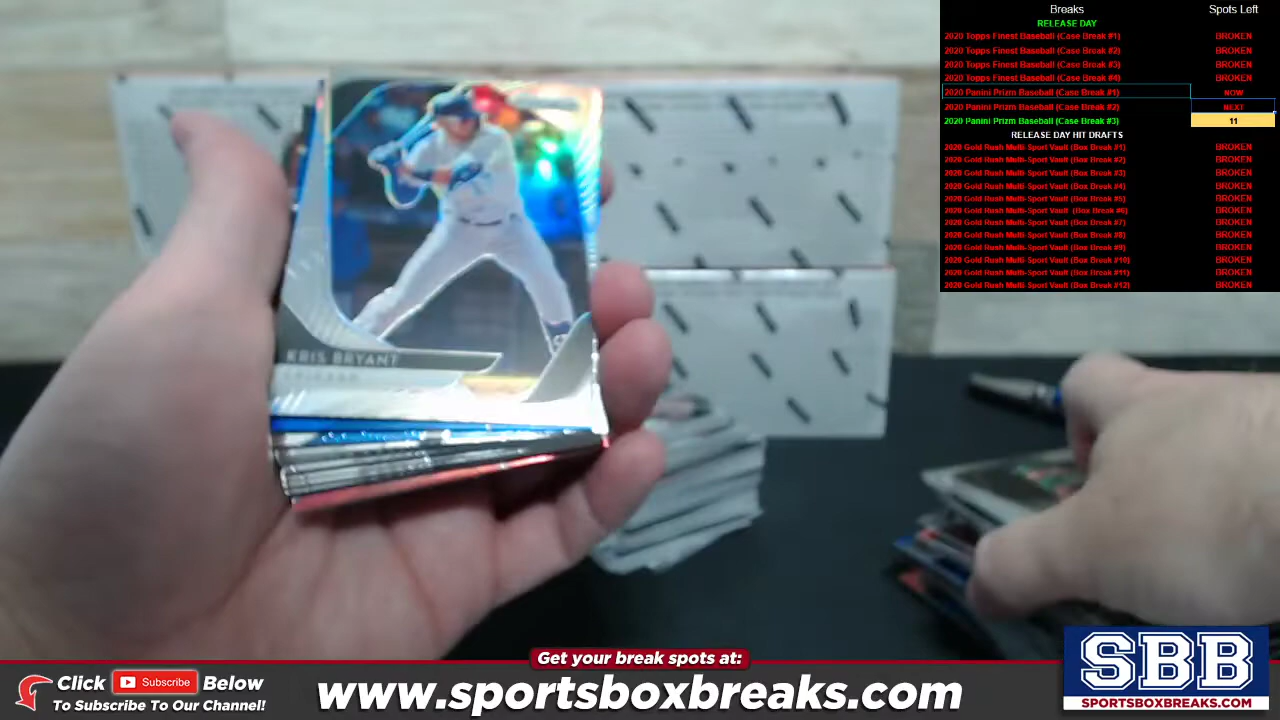 Breaks Spots Left
RELEASE DAY
2020 Topps Finest Baseball (Case Break #1) BROKEN
2020 Topps Finest Baseball (Case Break #2) BROKEN
2020 Topps Finest Baseball (Case Break #3) BROKEN
2020 Topps Finest Baseball (Case Break #4) BROKEN
2020 Panini Prizm Baseball (Case Break #1) NOW
2020 Panini Prizm Baseball (Case Break #2) NEXT
2020 Panini Prizm Baseball (Case Break #3) 11
RELEASE DAY HIT DRAFTS
2020 Gold Rush Multi-Sport Vault (Box Break #1) BROKEN
2020 Gold Rush Multi-Sport Vault (Box Break #2) BROKEN
2020 Gold Rush Multi-Sport Vault (Box Break #3) BROKEN
2020 Gold Rush Multi-Sport Vault (Box Break #4) BROKEN
2020 Gold Rush Multi-Sport Vault (Box Break #5) BROKEN
2020 Gold Rush Multi-Sport Vault (Box Break #6) BROKEN
2020 Gold Rush Multi-Sport Vault (Box Break #7) BROKEN
2020 Gold Rush Multi-Sport Vault (Box Break #8) BROKEN
2020 Gold Rush Multi-Sport Vault (Box Break #9) BROKEN
2020 Gold Rush Multi-Sport Vault (Box Break #10) BROKEN
2020 Gold Rush Multi-Sport Vault (Box Break #11) BROKEN
2020 Gold Rush Multi-Sport Vault (Box Break #12) BROKEN
KRIS BRYANT
CHICAGO
Get your break spots at:
Click Subscribe Below
To Subscribe To Our Channel!
www.sportsboxbreaks.com
SBB
SPORTSBOXBREAKS.COM